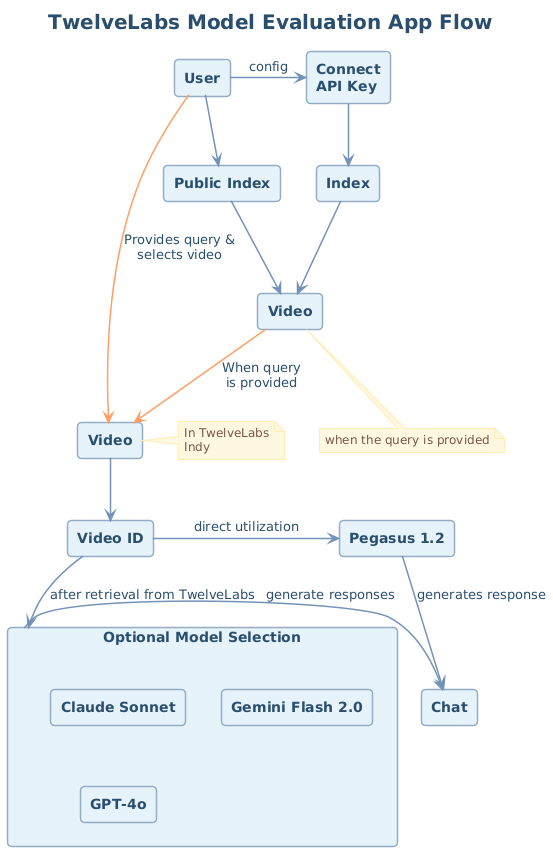 TwelveLabs Model Evaluation App Flow
User
config
Connect
API Key
Public Index
Index
Provides query &
selects video
Video
When query
is provided
Video
In TwelveLabs
Indy
when the query is provided
Video ID
direct utilization
Pegasus 1.2
after retrieval from TwelveLabs
generate responses
generates response
Optional Model Selection
Claude Sonnet
Gemini Flash 2.0
Chat
GPT-4o